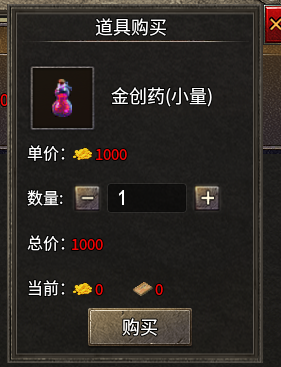 道具购买
金创药(小量)
单价: 1000
数量: − 1 +
总价: 1000
当前: 0 0
购买